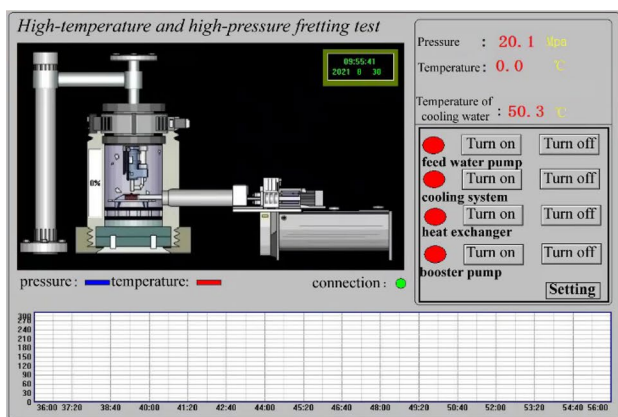 High-temperature and high-pressure fretting test
09:55:41
2021 8 30
Pressure : 20.1 Mpa
Temperature : 0.0 ℃
Temperature of
cooling water : 50.3 ℃
Turn on Turn off
feed water pump
Turn on Turn off
cooling system
Turn on Turn off
heat exchanger
Turn on Turn off
booster pump
Setting
0%
pressure : temperature: connection :
300
270
240
210
180
150
120
90
60
30
0
36:00 37:20 38:40 40:00 41:20 42:40 44:00 45:20 46:40 48:00 49:20 50:40 52:00 53:20 54:40 56:00